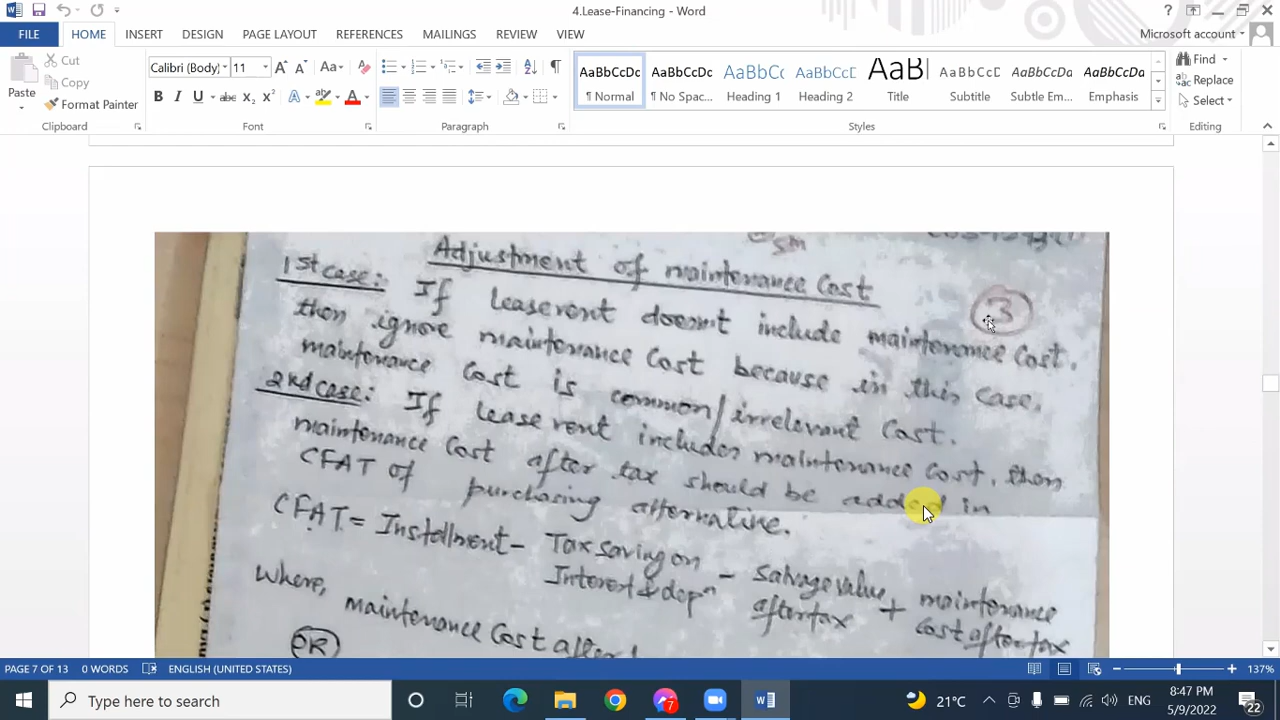 4.Lease-Financing - Word
FILE HOME INSERT DESIGN PAGE LAYOUT REFERENCES MAILINGS REVIEW VIEW
Microsoft account
Paste
Cut
Copy
Format Painter
Clipboard
Calibri (Body) 11
Font
Paragraph
AaBbCcDc AaBbCcDc AaBbCc AaBbCcD AaB AaBbCcD AaBbCcDc AaBbCcDc
¶ Normal ¶ No Spac... Heading 1 Heading 2 Title Subtitle Subtle Em... Emphasis
Styles
Find
Replace
Select
Editing
Adjustment of maintenance Cost
3
1st case: If lease rent doesn't include maintenance Cost,
then ignore maintenance Cost because in this case,
maintenance Cost is common/irrelevant Cost.
2nd case: If lease rent includes maintenance Cost, then
maintenance Cost after tax should be added in
CFAT of purchasing alternative.
CFAT = Installment - Tax saving on Interest & depn - Salvage value after tax + maintenance Cost after tax
Where,
maintenance Cost after
OR
PAGE 7 OF 13 0 WORDS ENGLISH (UNITED STATES) 137%
Type here to search
7
21°C
ENG
8:47 PM
5/9/2022
22